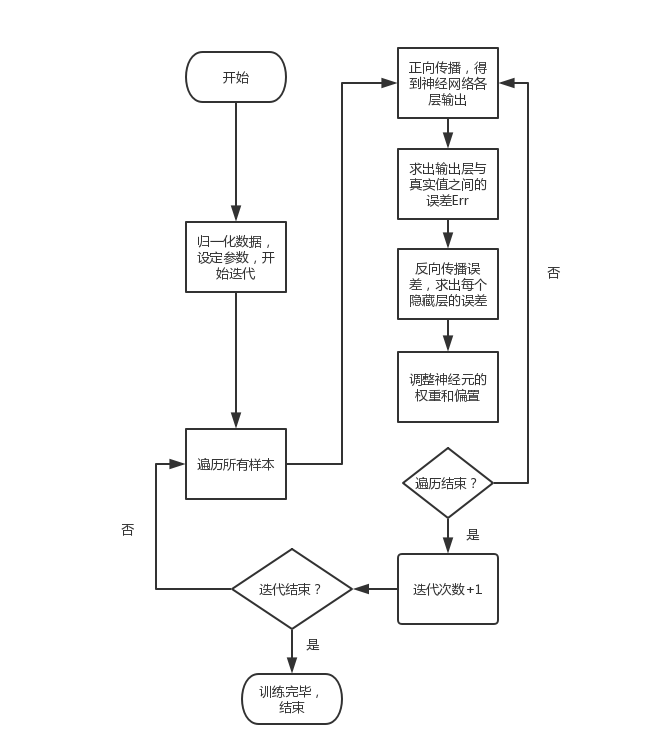 开始
归一化数据，
设定参数，开
始迭代
遍历所有样本
正向传播，得
到神经网络各
层输出
求出输出层与
真实值之间的
误差Err
反向传播误
差，求出每个
隐藏层的误差
调整神经元的
权重和偏置
遍历结束？
否
是
迭代次数+1
迭代结束？
否
是
训练完毕，
结束